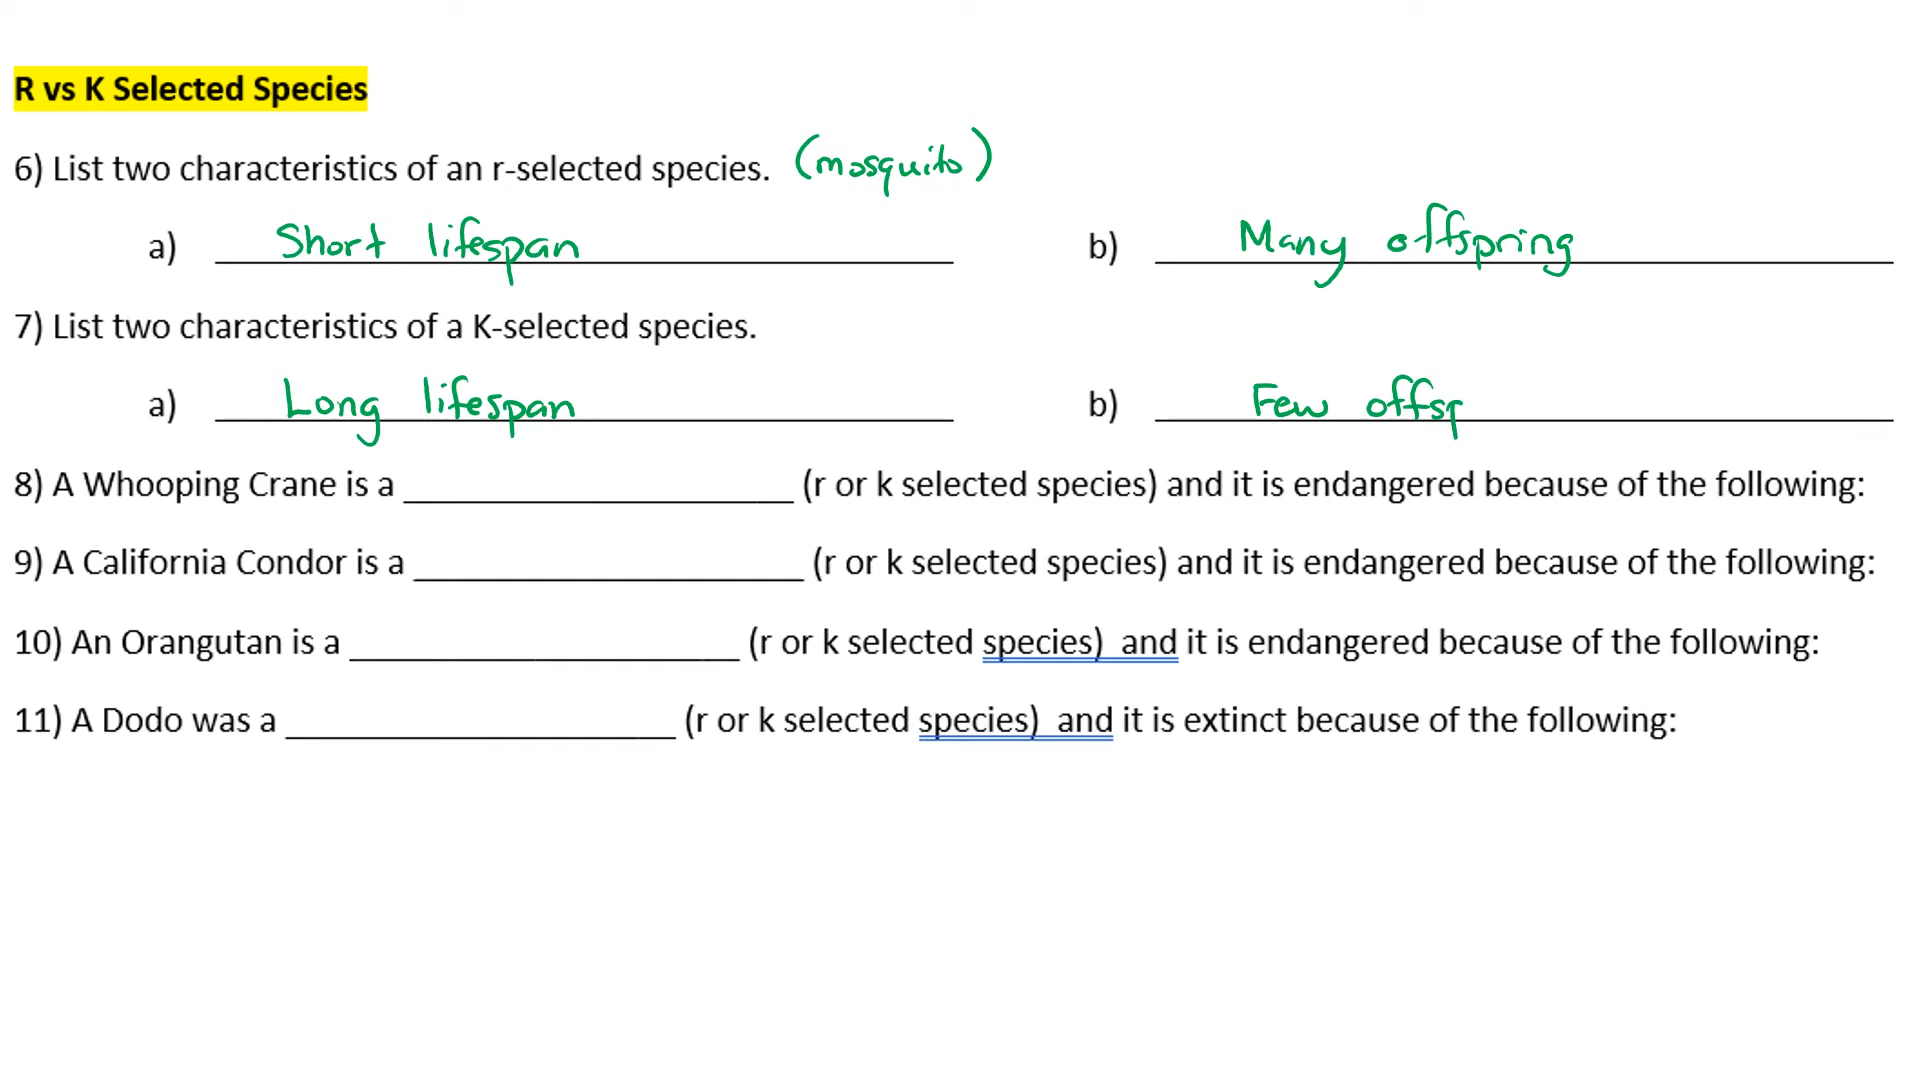 R vs K Selected Species
6) List two characteristics of an r-selected species. (mosquito)
a) Short lifespan b) Many offspring
7) List two characteristics of a K-selected species.
a) Long lifespan b) Few offsp
8) A Whooping Crane is a ____________________ (r or k selected species) and it is endangered because of the following:
9) A California Condor is a ____________________ (r or k selected species) and it is endangered because of the following:
10) An Orangutan is a ____________________ (r or k selected species)  and it is endangered because of the following:
11) A Dodo was a ____________________ (r or k selected species)  and it is extinct because of the following: